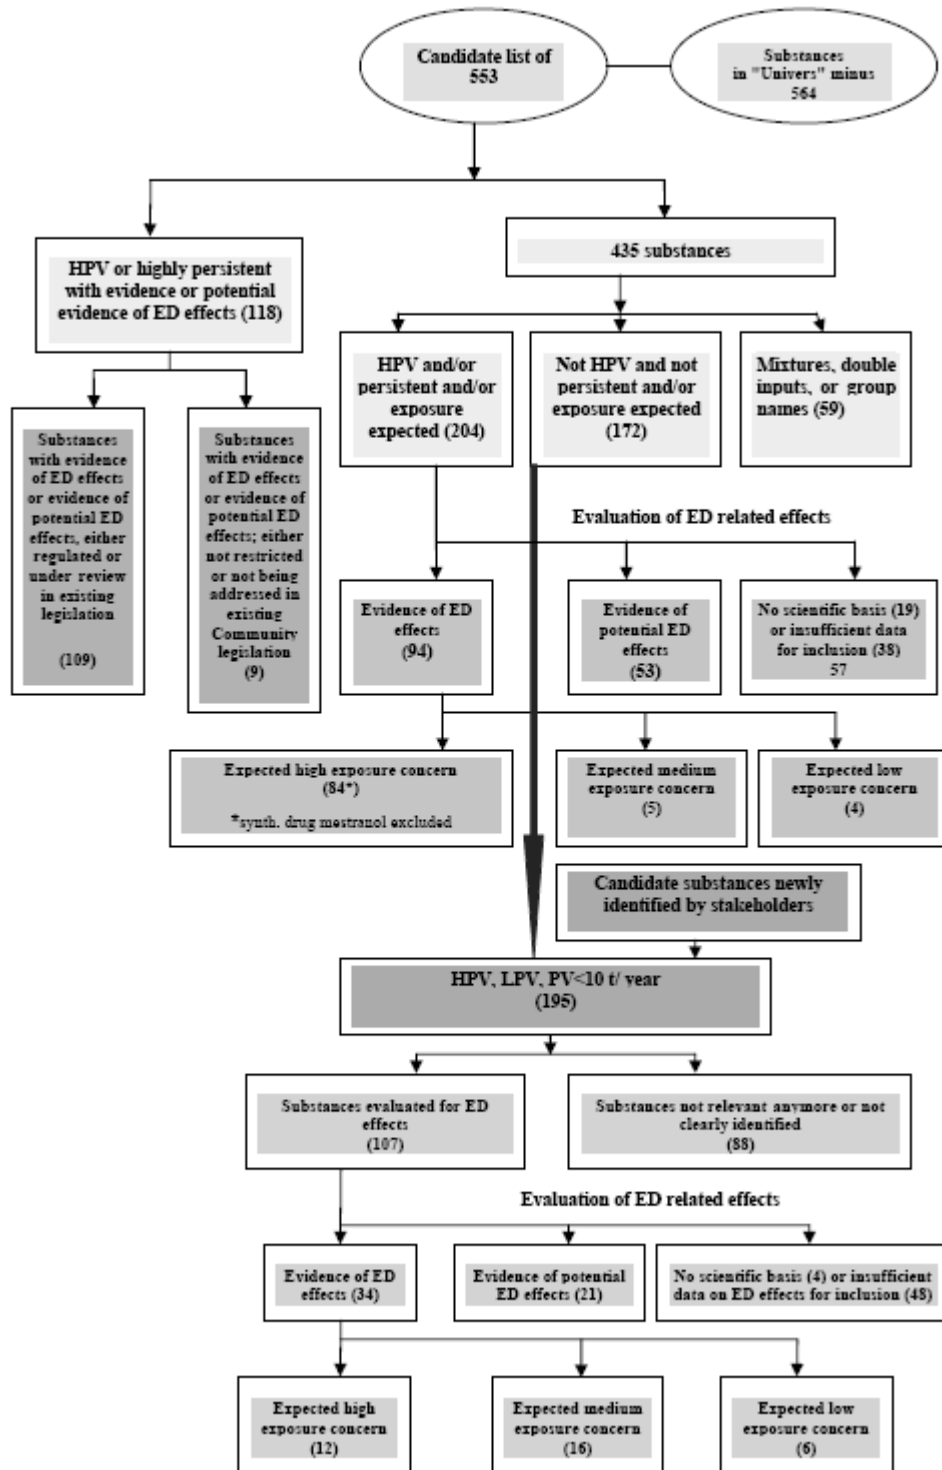 Candidate list of
553
Substances
in "Univers" minus
564
HPV or highly persistent
with evidence or potential
evidence of ED effects (118)
435 substances
HPV and/or
persistent and/or
exposure
expected (204)
Not HPV and not
persistent and/or
exposure expected
(172)
Mixtures, double
inputs, or group
names (59)
Substances
with evidence
of ED effects
or evidence of
potential ED
effects, either
regulated or
under review
in existing
legislation
(109)
Substances
with evidence
of ED effects
or evidence of
potential ED
effects; either
not restricted
or not being
addressed in
existing
Community
legislation
(9)
Evaluation of ED related effects
Evidence of ED
effects
(94)
Evidence of
potential ED
effects
(53)
No scientific basis (19)
or insufficient data
for inclusion (38)
57
Expected high exposure concern
(84*)
*synth. drug mestranol excluded
Expected medium
exposure concern
(5)
Expected low
exposure concern
(4)
Candidate substances newly
identified by stakeholders
HPV, LPV, PV<10 t/ year
(195)
Substances evaluated for ED
effects
(107)
Substances not relevant anymore or not
clearly identified
(88)
Evaluation of ED related effects
Evidence of ED
effects (34)
Evidence of potential
ED effects (21)
No scientific basis (4) or insufficient
data on ED effects for inclusion (48)
Expected high
exposure concern
(12)
Expected medium
exposure concern
(16)
Expected low
exposure concern
(6)